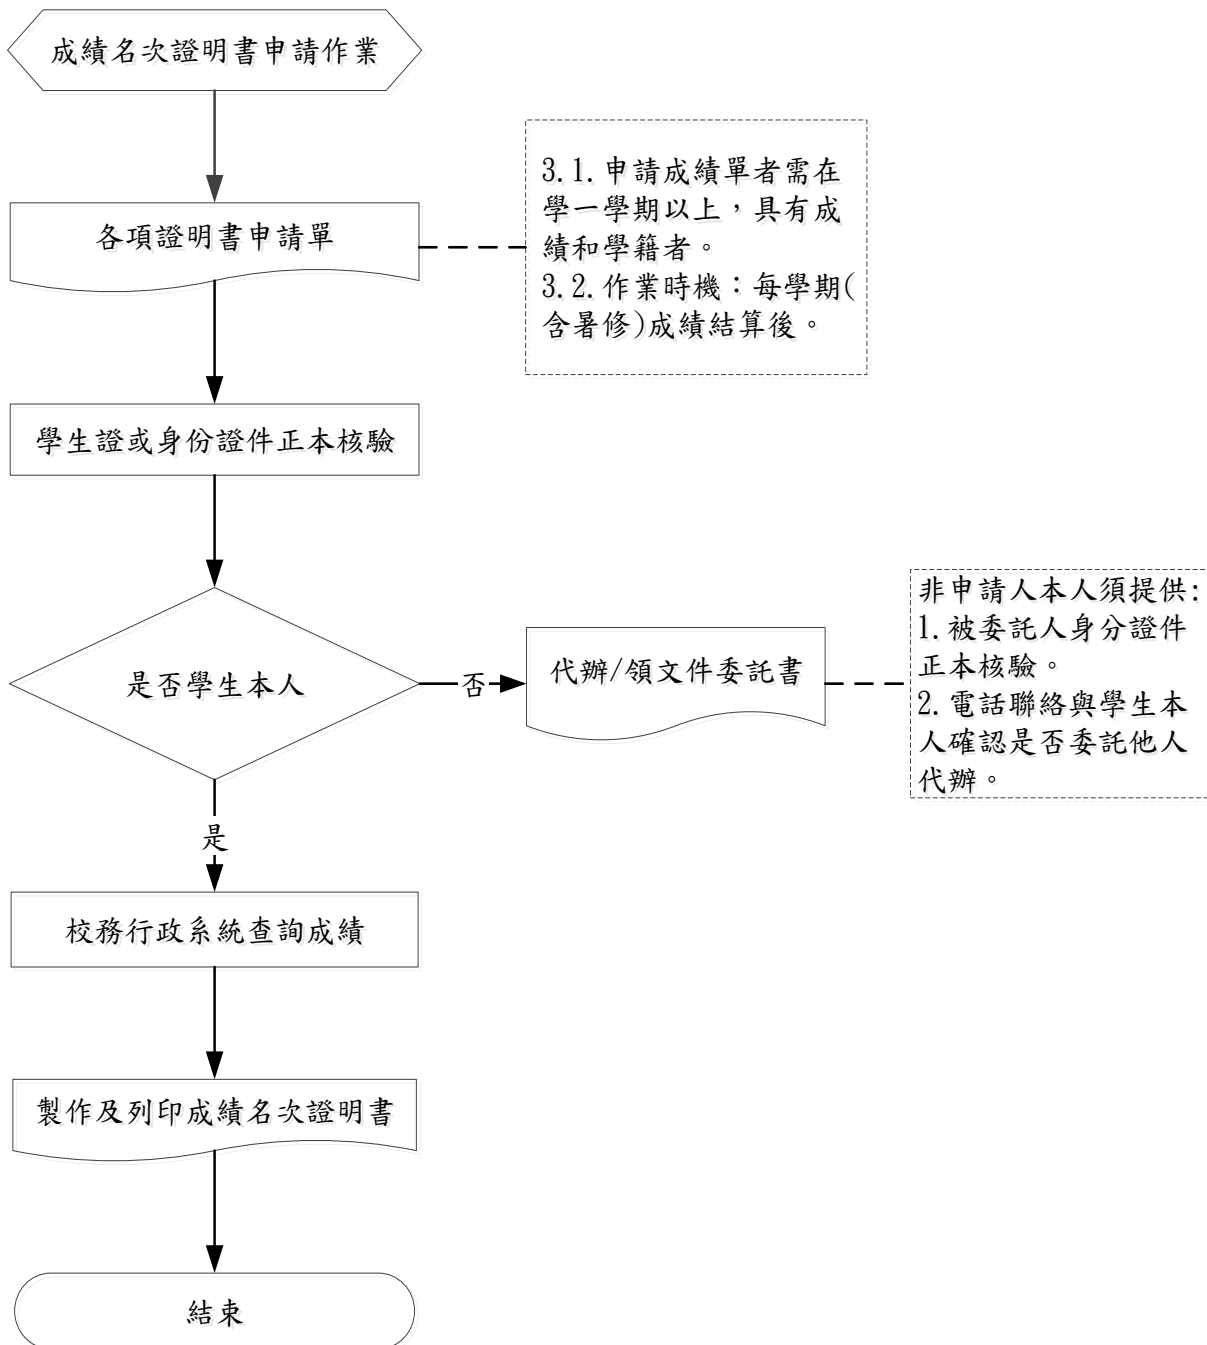 成績名次證明書申請作業
各項證明書申請單
3.1.申請成績單者需在
學一學期以上，具有成
績和學籍者。
3.2.作業時機：每學期(
含暑修)成績結算後。
學生證或身份證件正本核驗
是否學生本人
否
代辦/領文件委託書
非申請人本人須提供:
1.被委託人身分證件
正本核驗。
2.電話聯絡與學生本
人確認是否委託他人
代辦。
是
校務行政系統查詢成績
製作及列印成績名次證明書
結束